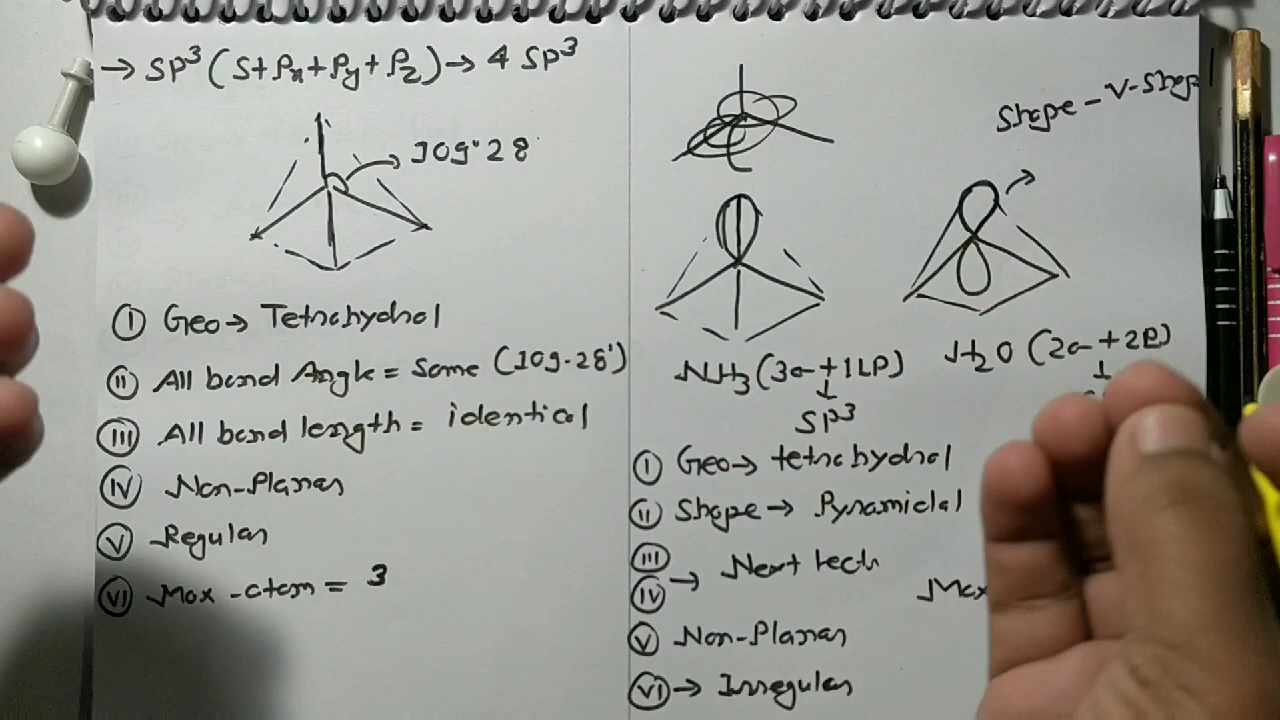 → SP³ (S+Px+Py+Pz) → 4 SP³
109°28'
① Geo → Tetrahydral
② All bond Angle = Same (109-28')
③ All bond length = identical
④ Non-Planar
⑤ Regular
⑥ Max-atom = 3
Shape - V-Shep
NH₃ (3σ+1LP)
↓
SP³
H₂O (2σ+2lP)
↓
① Geo → tetrahydral
② Shape → Pyramidal
③ ④ → Next lech
Max
⑤ Non-Planar
⑥ → Irregular